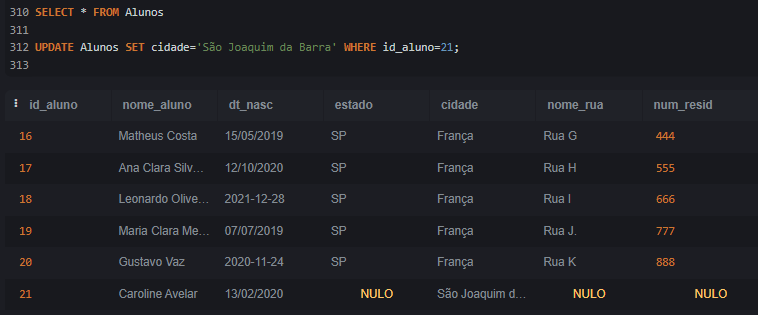 310 SELECT * FROM Alunos
311
312 UPDATE Alunos SET cidade='São Joaquim da Barra' WHERE id_aluno=21;
313
id_aluno nome_aluno dt_nasc estado cidade nome_rua num_resid
16 Matheus Costa 15/05/2019 SP França Rua G 444
17 Ana Clara Silv... 12/10/2020 SP França Rua H 555
18 Leonardo Olive... 2021-12-28 SP França Rua I 666
19 Maria Clara Me... 07/07/2019 SP França Rua J. 777
20 Gustavo Vaz 2020-11-24 SP França Rua K 888
21 Caroline Avelar 13/02/2020 NULO São Joaquim d... NULO NULO